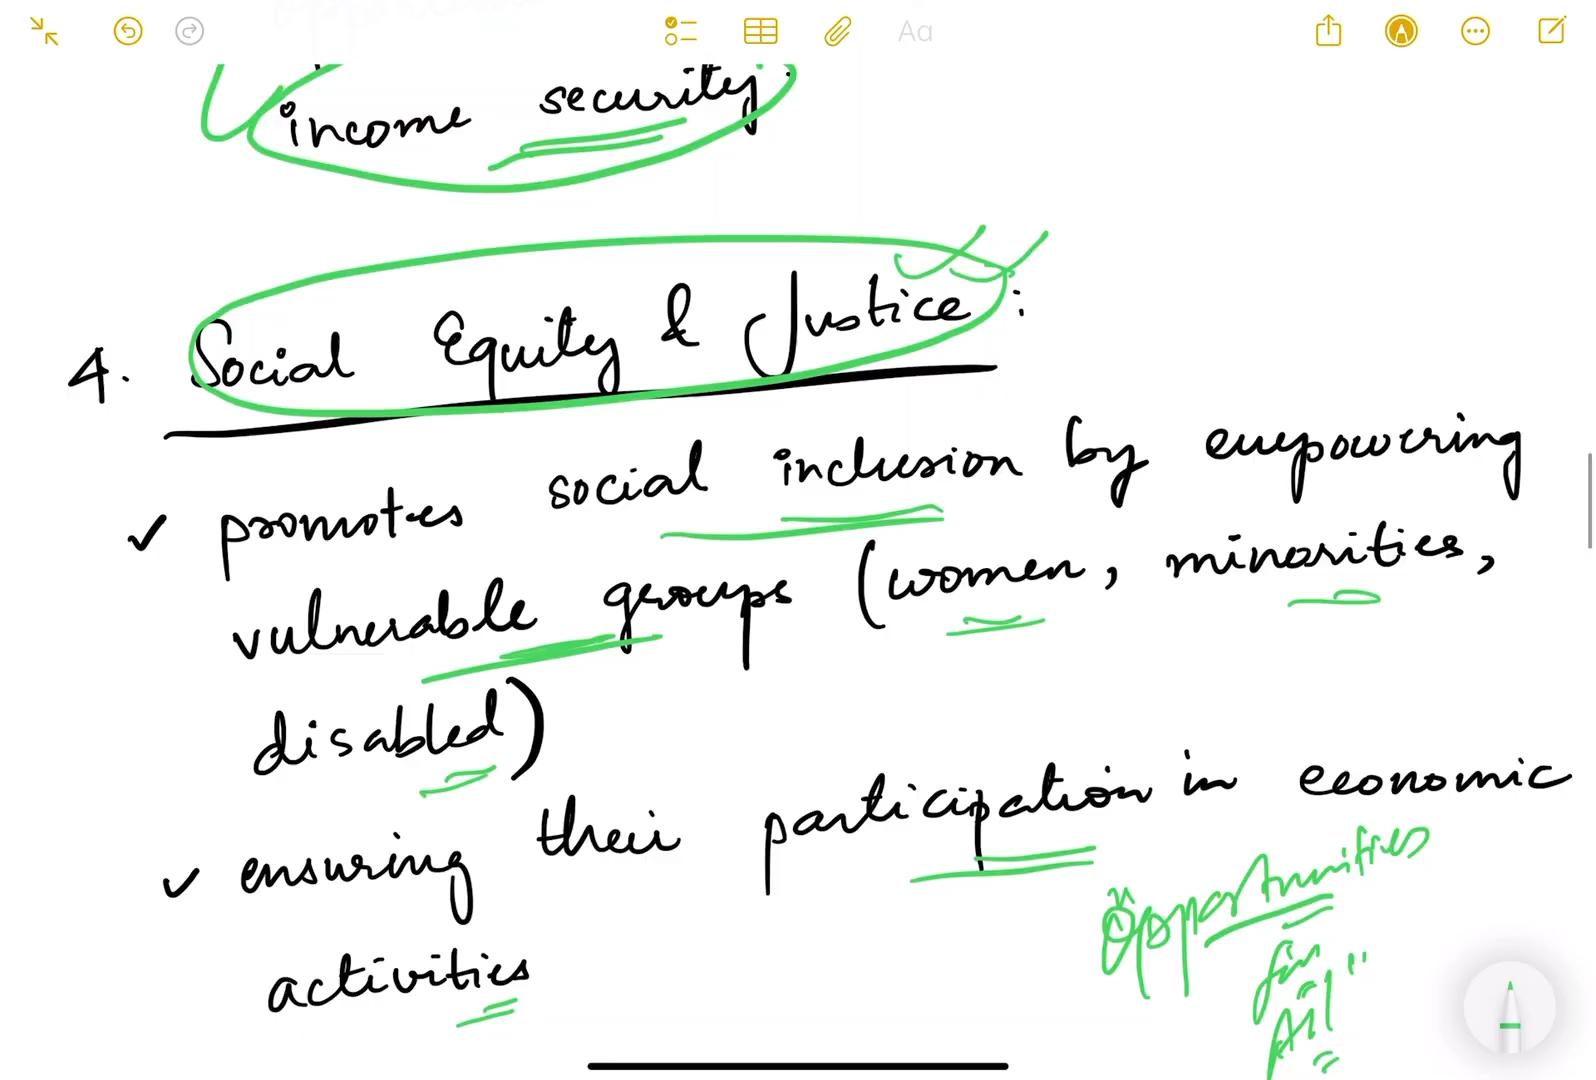 Aa
income security.
4. Social Equity & Justice :
✓ promotes social inclusion by empowering
vulnerable groups (women, minorities,
disabled)
✓ ensuring their participation in economic
activities
"Opportunities
for
All"